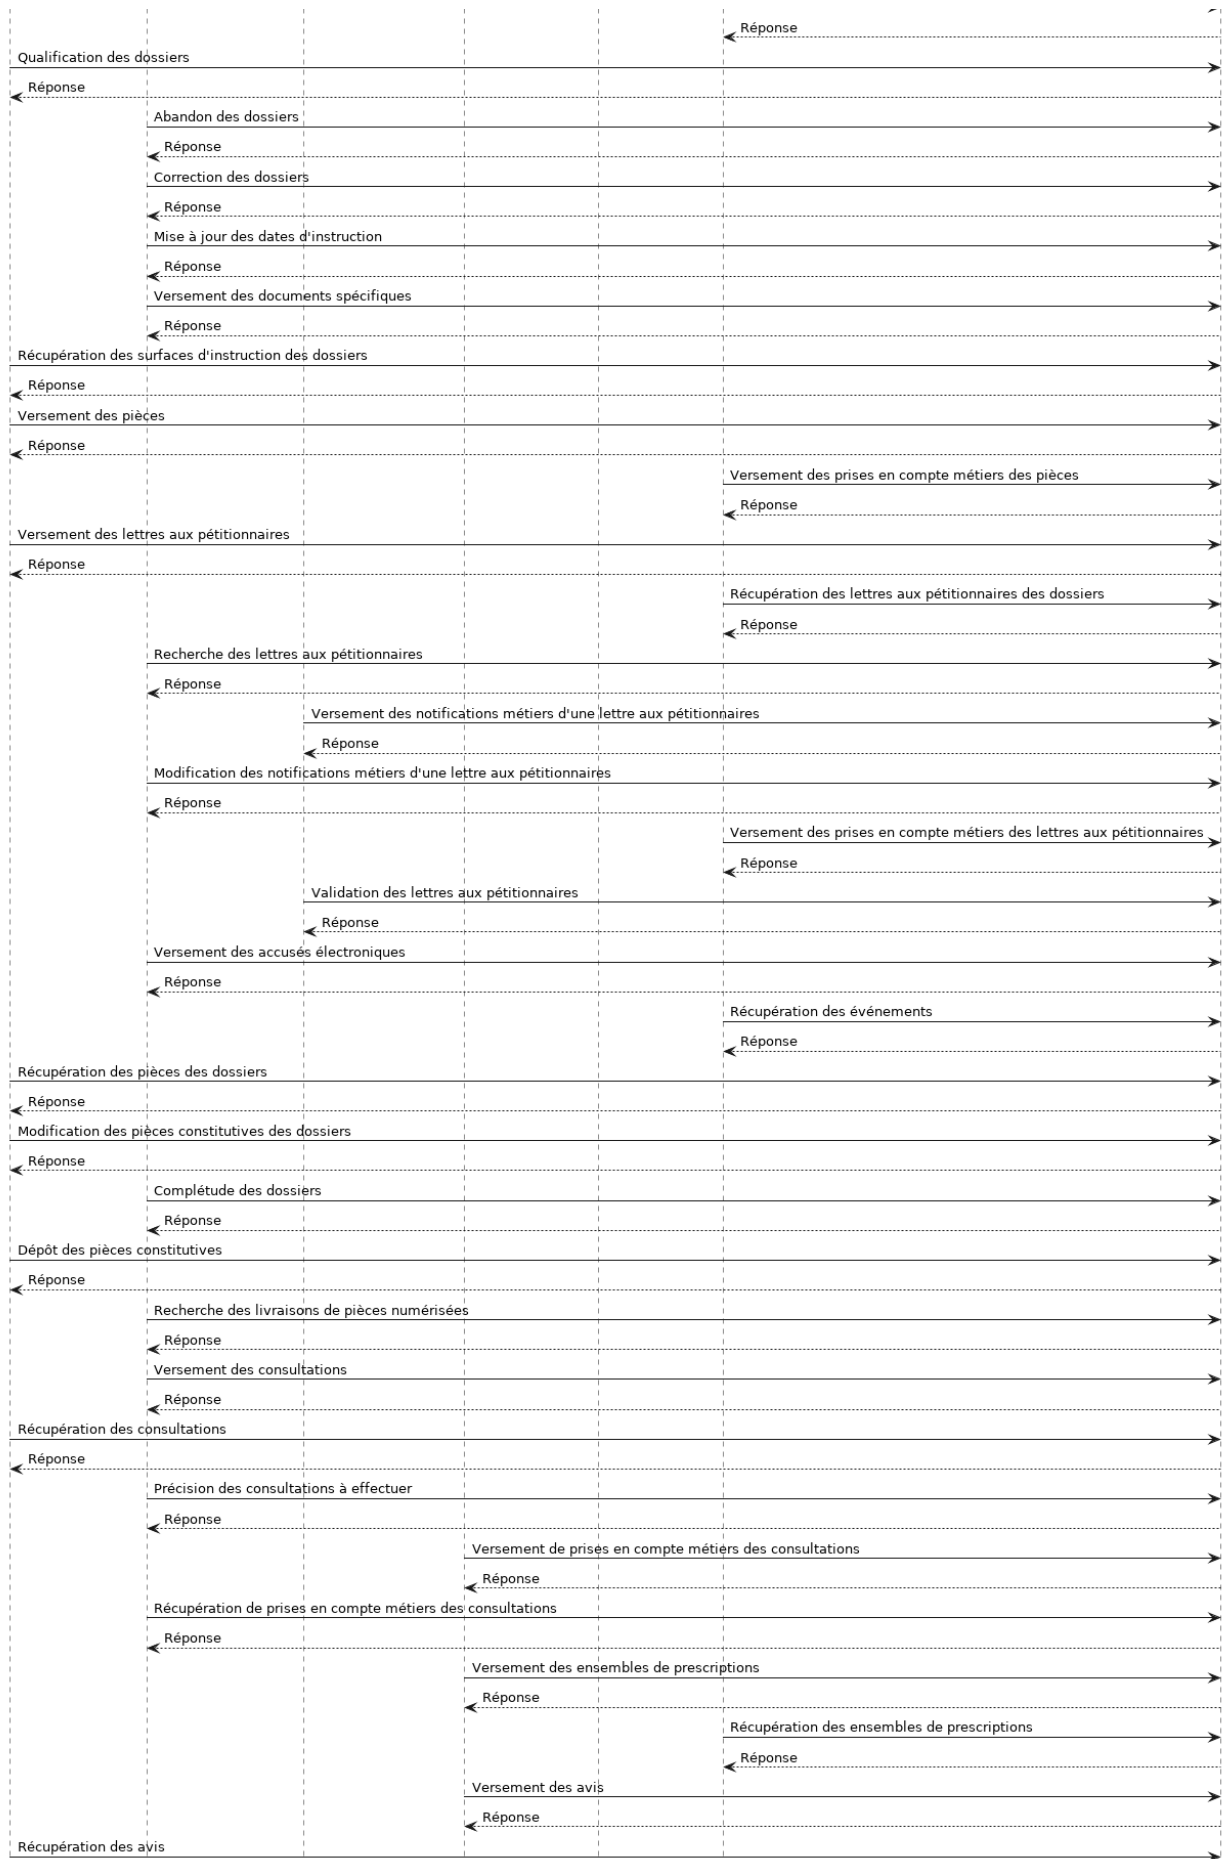 Réponse
Qualification des dossiers
Réponse
Abandon des dossiers
Réponse
Correction des dossiers
Réponse
Mise à jour des dates d'instruction
Réponse
Versement des documents spécifiques
Réponse
Récupération des surfaces d'instruction des dossiers
Réponse
Versement des pièces
Réponse
Versement des prises en compte métiers des pièces
Réponse
Versement des lettres aux pétitionnaires
Réponse
Récupération des lettres aux pétitionnaires des dossiers
Réponse
Recherche des lettres aux pétitionnaires
Réponse
Versement des notifications métiers d'une lettre aux pétitionnaires
Réponse
Modification des notifications métiers d'une lettre aux pétitionnaires
Réponse
Versement des prises en compte métiers des lettres aux pétitionnaires
Réponse
Validation des lettres aux pétitionnaires
Réponse
Versement des accusés électroniques
Réponse
Récupération des événements
Réponse
Récupération des pièces des dossiers
Réponse
Modification des pièces constitutives des dossiers
Réponse
Complétude des dossiers
Réponse
Dépôt des pièces constitutives
Réponse
Recherche des livraisons de pièces numérisées
Réponse
Versement des consultations
Réponse
Récupération des consultations
Réponse
Précision des consultations à effectuer
Réponse
Versement de prises en compte métiers des consultations
Réponse
Récupération de prises en compte métiers des consultations
Réponse
Versement des ensembles de prescriptions
Réponse
Récupération des ensembles de prescriptions
Réponse
Versement des avis
Réponse
Récupération des avis